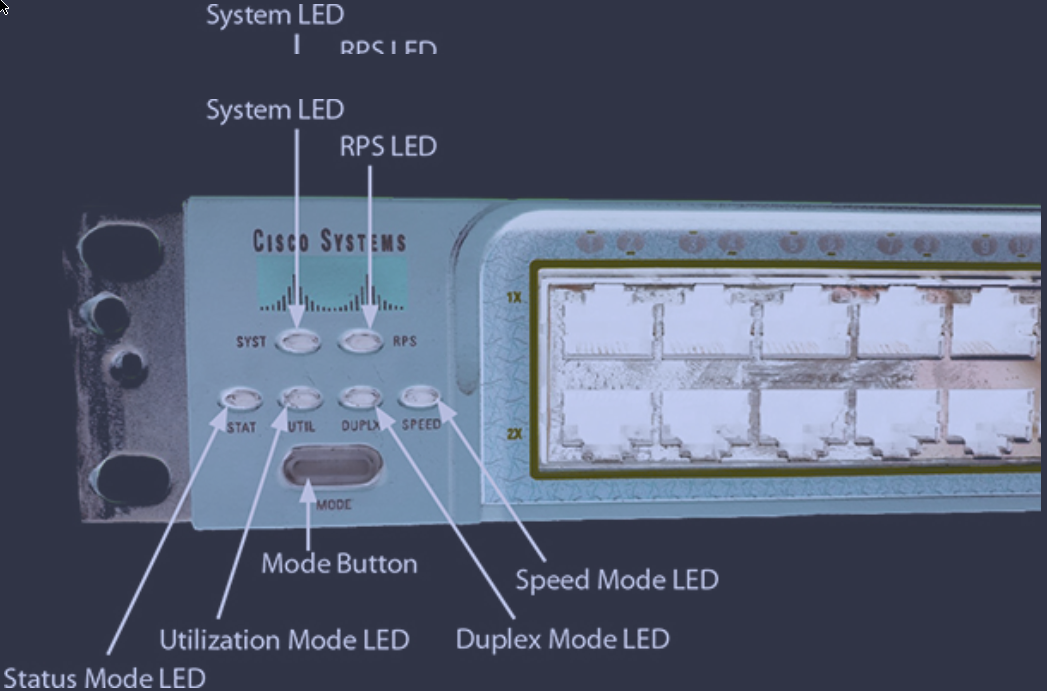 System LED
RPS LED
System LED
RPS LED
CISCO SYSTEMS
1X
SYST
RPS
STAT
UTIL
DUPLX
SPEED
2X
MODE
Mode Button
Speed Mode LED
Utilization Mode LED
Duplex Mode LED
Status Mode LED